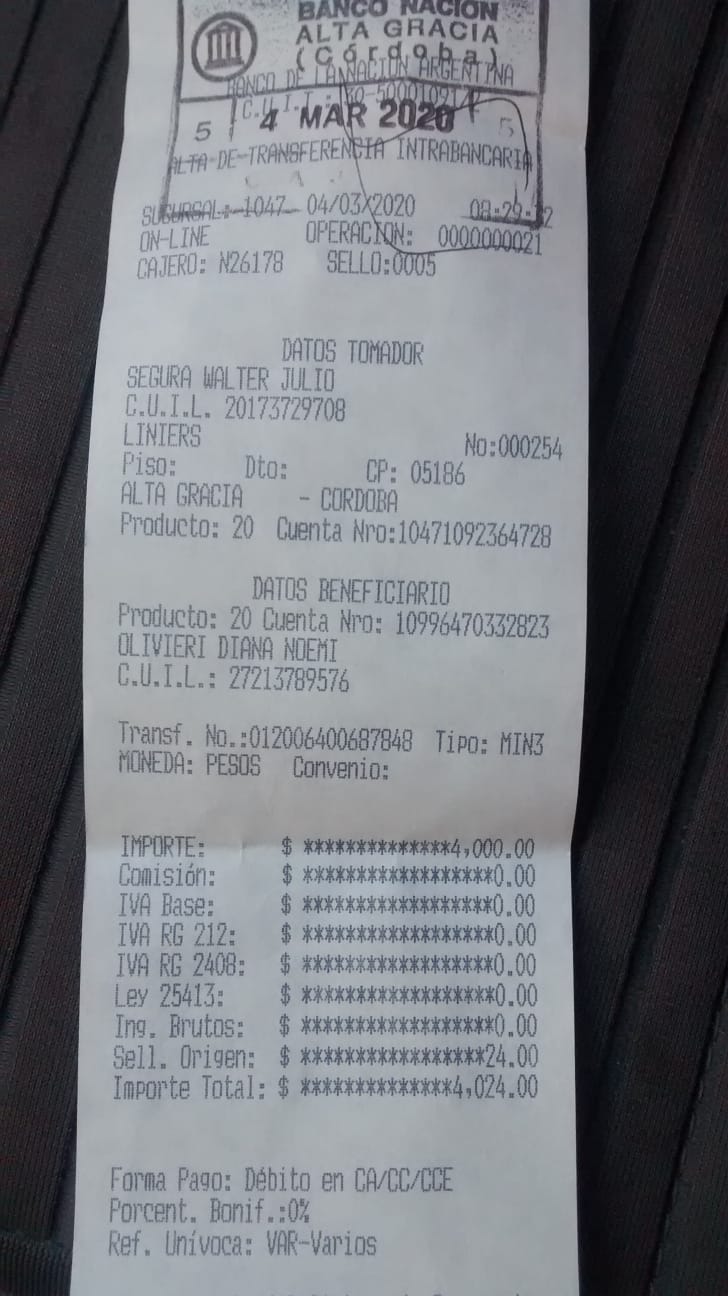 BANCO NACION
ALTA GRACIA
(Córdoba)
BANCO DE LA NACION ARGENTINA
C.U.I.T.:
5 4 MAR 2020 5
ALTA DE TRANSFERENCIA INTRABANCARIA
SUCURSAL: 1047 04/03/2020 08:29:
ON-LINE OPERACION: 0000000021
CAJERO: N26178 SELLO:0005
DATOS TOMADOR
SEGURA WALTER JULIO
C.U.I.L. 20173729708
LINIERS No:000254
Piso: Dto: CP: 05186
ALTA GRACIA - CORDOBA
Producto: 20 Cuenta Nro:10471092364728
DATOS BENEFICIARIO
Producto: 20 Cuenta Nro: 10996470332823
OLIVIERI DIANA NOEMI
C.U.I.L.: 27213789576
Transf. No.:012006400687848 Tipo: MIN3
MONEDA: PESOS Convenio:
IMPORTE: $ **************4,000.00
Comisión: $ ******************0.00
IVA Base: $ ******************0.00
IVA RG 212: $ ******************0.00
IVA RG 2408: $ ******************0.00
Ley 25413: $ ******************0.00
Ing. Brutos: $ ******************0.00
Sell. Origen: $ *****************24.00
Importe Total: $ **************4,024.00
Forma Pago: Débito en CA/CC/CCE
Porcent. Bonif.:0%
Ref. Unívoca: VAR-Varios